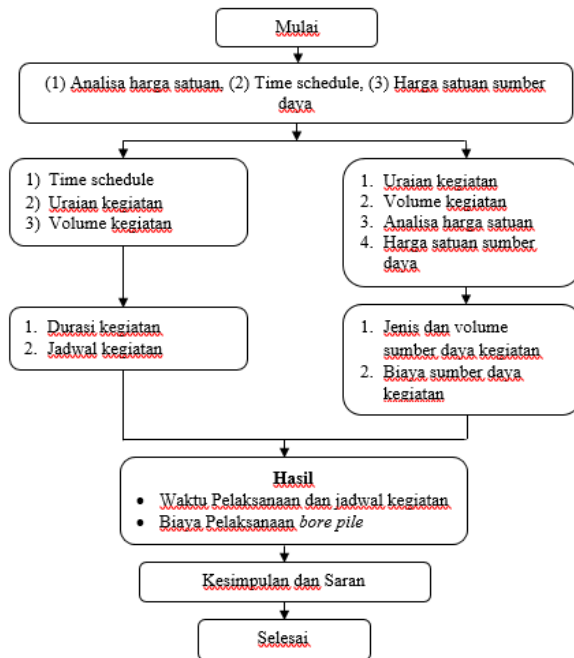 Mulai
(1) Analisa harga satuan, (2) Time schedule, (3) Harga satuan sumber
daya
1) Time schedule
2) Uraian kegiatan
3) Volume kegiatan
1. Uraian kegiatan
2. Volume kegiatan
3. Analisa harga satuan
4. Harga satuan sumber
daya
1. Durasi kegiatan
2. Jadwal kegiatan
1. Jenis dan volume
sumber daya kegiatan
2. Biaya sumber daya
kegiatan
Hasil
• Waktu Pelaksanaan dan jadwal kegiatan
• Biaya Pelaksanaan bore pile
Kesimpulan dan Saran
Selesai